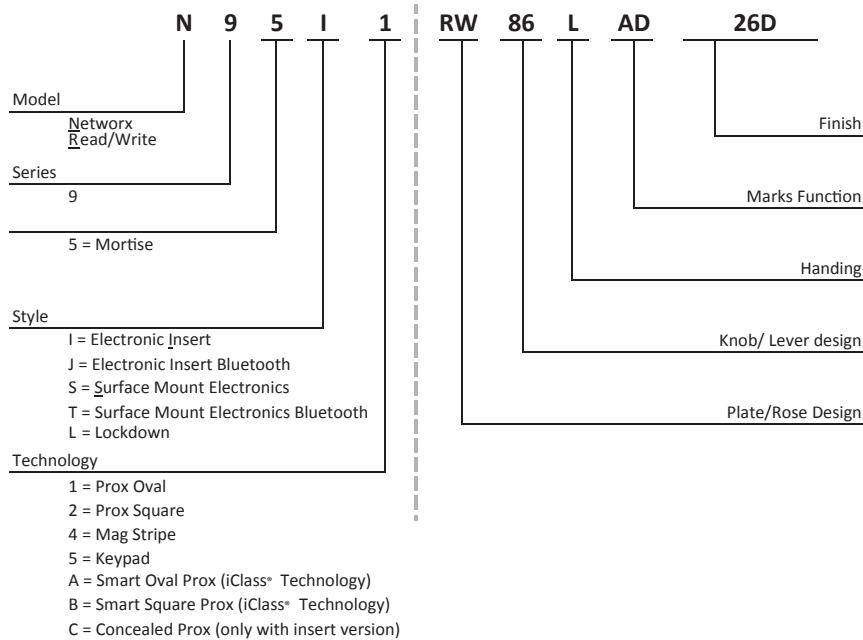 N 9 5 I 1 RW 86 L AD 26D
Model
Networx
Read/Write
Series
9
5 = Mortise
Style
I = Electronic Insert
J = Electronic Insert Bluetooth
S = Surface Mount Electronics
T = Surface Mount Electronics Bluetooth
L = Lockdown
Technology
1 = Prox Oval
2 = Prox Square
4 = Mag Stripe
5 = Keypad
A = Smart Oval Prox (iClass® Technology)
B = Smart Square Prox (iClass® Technology)
C = Concealed Prox (only with insert version)
Finish
Marks Function
Handing
Knob/ Lever design
Plate/Rose Design